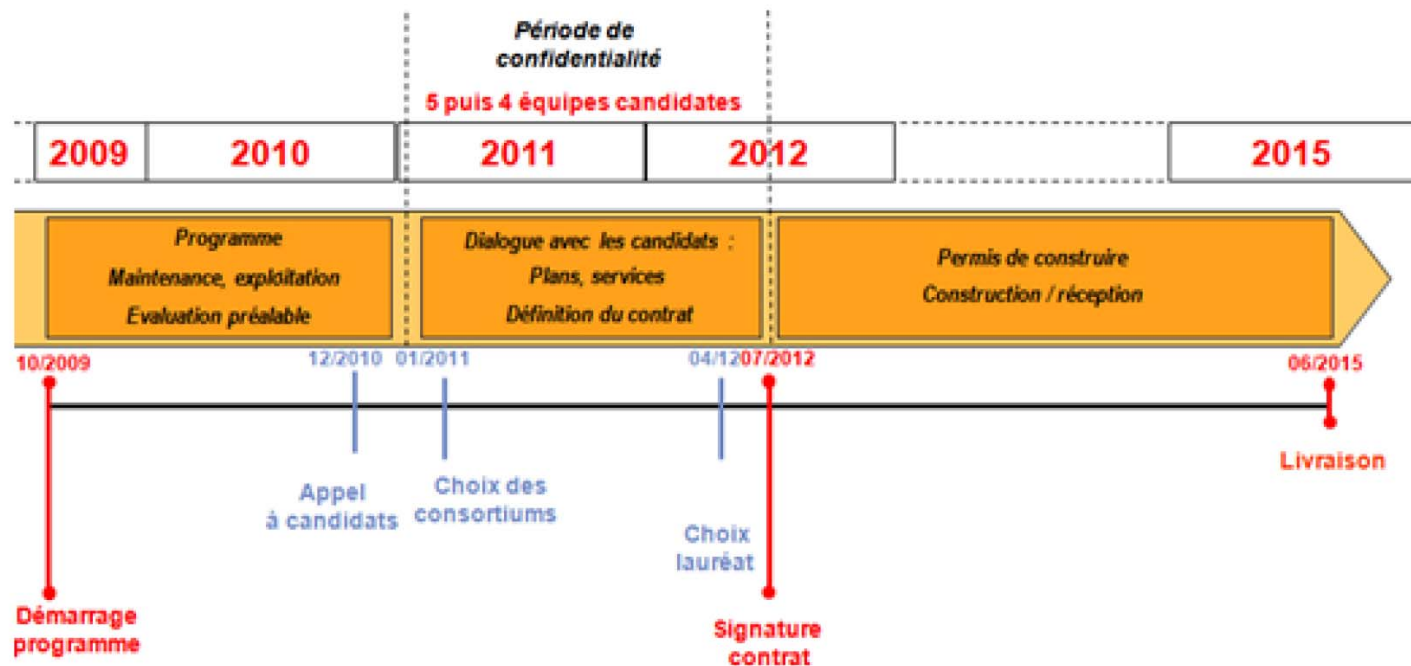 Période de
confidentialité
5 puis 4 équipes candidates
2009 2010 2011 2012 2015
Programme
Maintenance, exploitation
Evaluation préalable
Dialogue avec les candidats :
Plans, services
Définition du contrat
Permis de construire
Construction / réception
10/2009 12/2010 01/2011 04/12 07/2012 06/2015
Appel
à candidats
Choix des
consortiums
Choix
lauréat
Livraison
Démarrage
programme
Signature
contrat